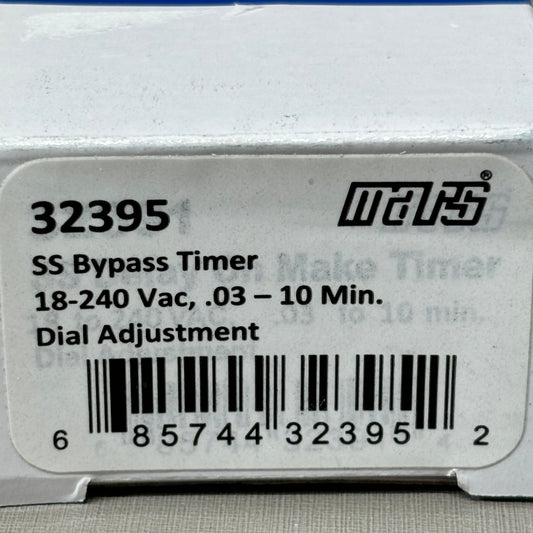 32395
mars®
SS Bypass Timer
18-240 Vac, .03 – 10 Min.
Dial Adjustment
6 85744 32395 2